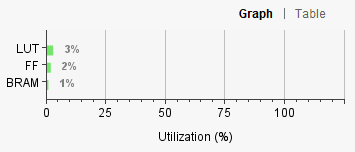 Graph | Table
LUT 3%
FF 2%
BRAM 1%
0 25 50 75 100
Utilization (%)